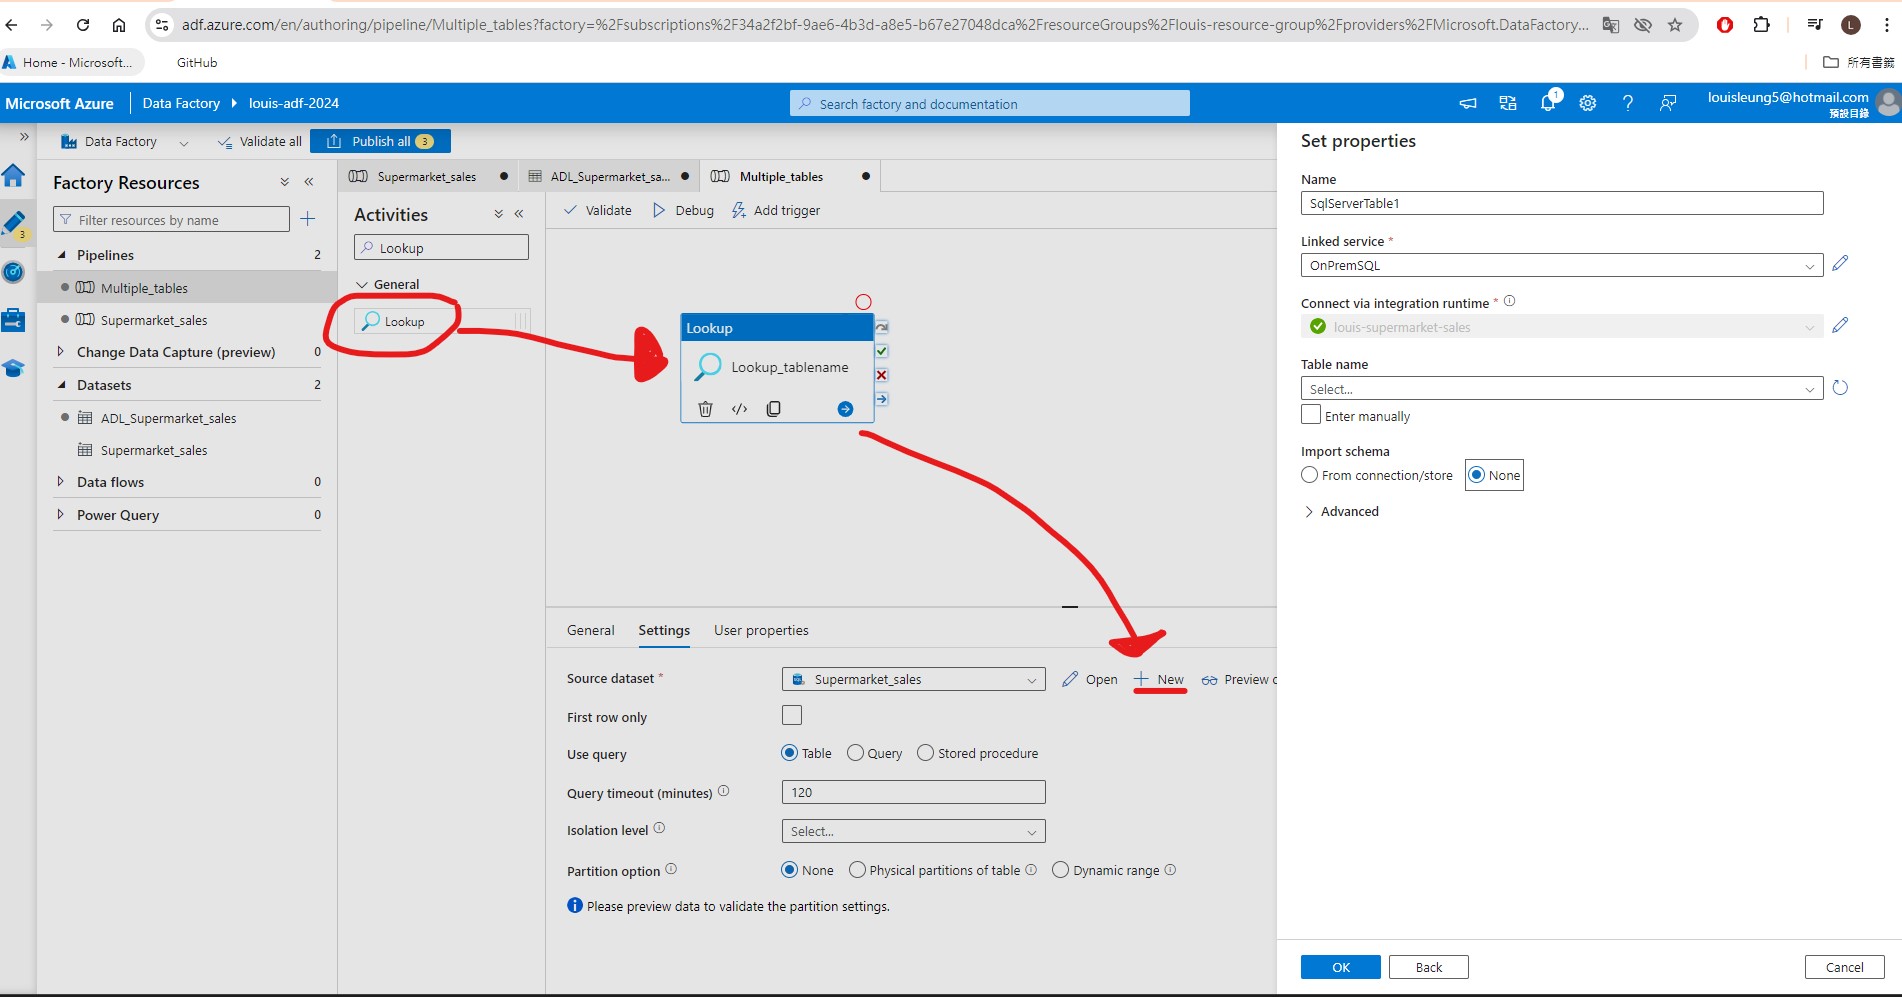 adf.azure.com/en/authoring/pipeline/Multiple_tables?factory=%2Fsubscriptions%2F34a2f2bf-9ae6-4b3d-a8e5-b67e27048dca%2FresourceGroups%2Flouis-resource-group%2Fproviders%2FMicrosoft.DataFactory...
L
Home - Microsoft...
GitHub
所有書籤
Microsoft Azure
Data Factory
louis-adf-2024
Search factory and documentation
1
louisleung5@hotmail.com
預設目錄
Data Factory
Validate all
Publish all 3
3
Factory Resources
Filter resources by name
Pipelines 2
Multiple_tables
Supermarket_sales
Change Data Capture (preview) 0
Datasets 2
ADL_Supermarket_sales
Supermarket_sales
Data flows 0
Power Query 0
Supermarket_sales
ADL_Supermarket_sa...
Multiple_tables
Activities
Lookup
General
Lookup
Validate
Debug
Add trigger
Lookup
Lookup_tablename
General
Settings
User properties
Source dataset *
Supermarket_sales
Open
New
Preview
First row only
Use query
Table
Query
Stored procedure
Query timeout (minutes)
120
Isolation level
Select...
Partition option
None
Physical partitions of table
Dynamic range
Please preview data to validate the partition settings.
Set properties
Name
SqlServerTable1
Linked service *
OnPremSQL
Connect via integration runtime *
louis-supermarket-sales
Table name
Select...
Enter manually
Import schema
From connection/store
None
Advanced
OK
Back
Cancel